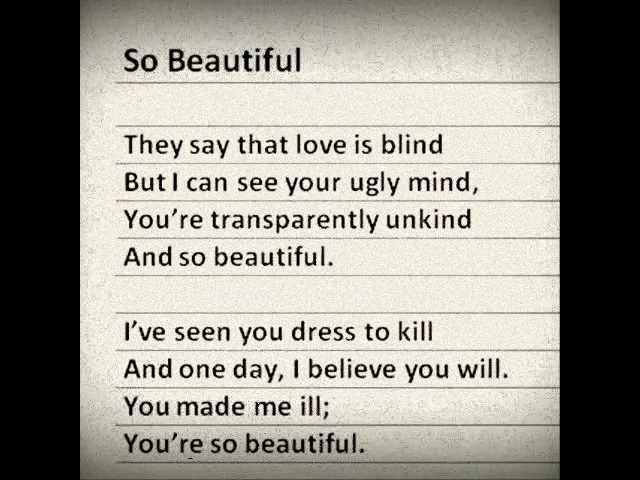 So Beautiful
They say that love is blind
But I can see your ugly mind,
You're transparently unkind
And so beautiful.
I've seen you dress to kill
And one day, I believe you will.
You made me ill;
You're so beautiful.